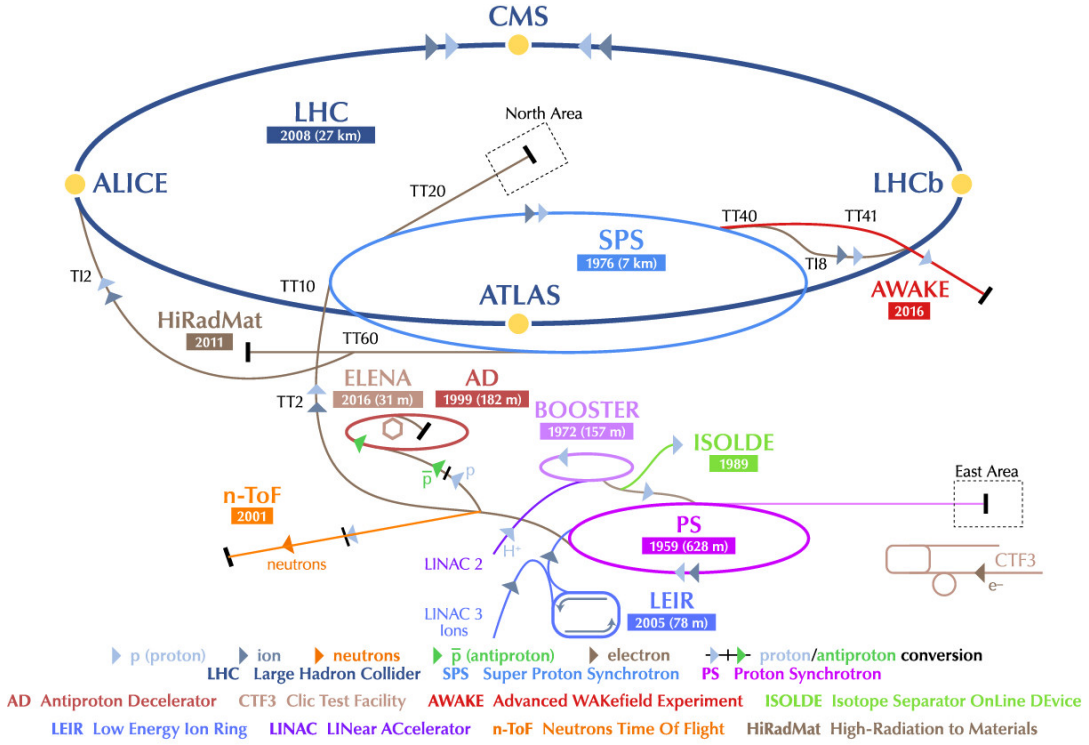 CMS
LHC
2008 (27 km)
North Area
ALICE
TT20
LHCb
TT40
TT41
SPS
1976 (7 km)
TI2
TT10
TI8
ATLAS
AWAKE
2016
HiRadMat
2011
TT60
ELENA
2016 (31 m)
AD
1999 (182 m)
TT2
BOOSTER
1972 (157 m)
ISOLDE
1989
p
p̅
East Area
n-ToF
2001
PS
1959 (628 m)
H⁺
neutrons
LINAC 2
CTF3
e–
LEIR
2005 (78 m)
LINAC 3
Ions
p (proton) ion neutrons p̅ (antiproton) electron proton/antiproton conversion
LHC Large Hadron Collider SPS Super Proton Synchrotron PS Proton Synchrotron
AD Antiproton Decelerator CTF3 Clic Test Facility AWAKE Advanced WAKefield Experiment ISOLDE Isotope Separator OnLine DEvice
LEIR Low Energy Ion Ring LINAC LINear ACcelerator n-ToF Neutrons Time Of Flight HiRadMat High-Radiation to Materials